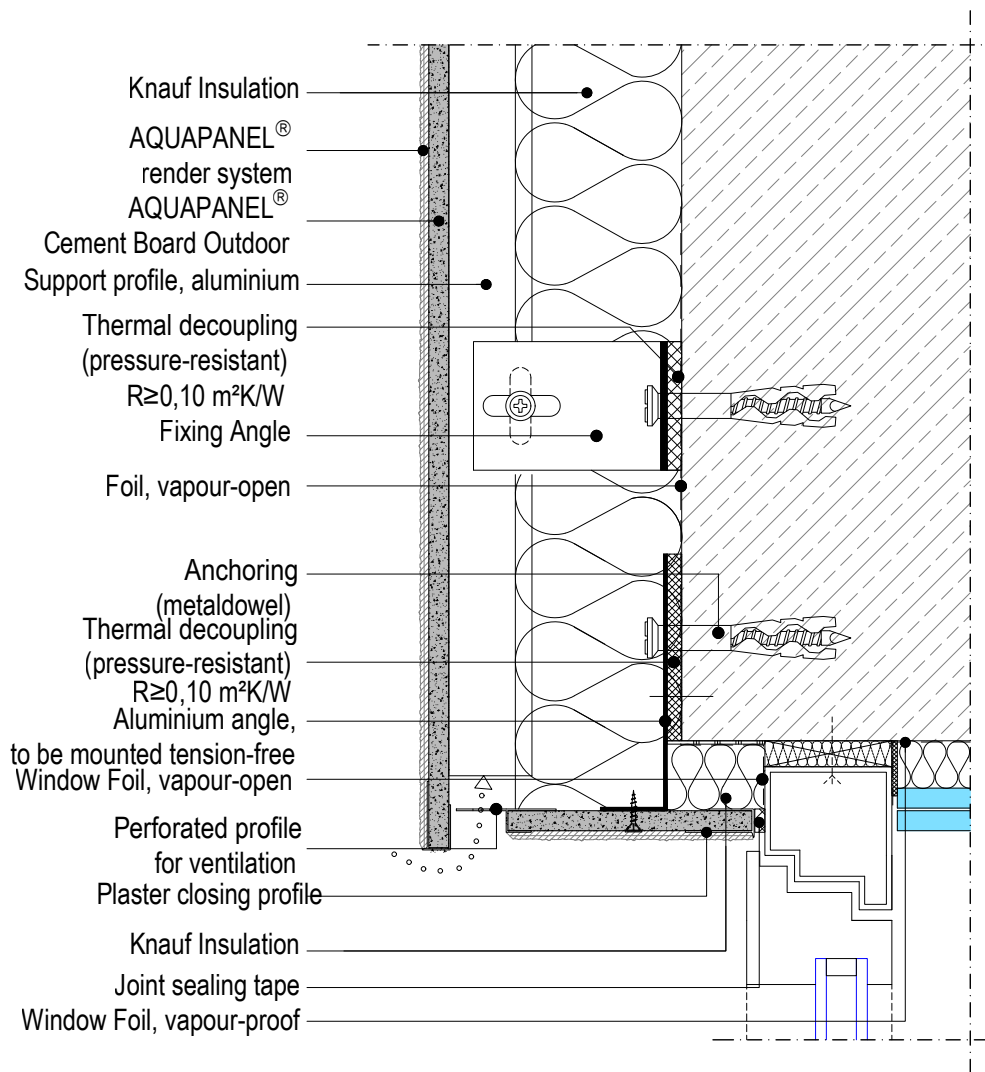 Knauf Insulation
AQUAPANEL®
render system
AQUAPANEL®
Cement Board Outdoor
Support profile, aluminium
Thermal decoupling
(pressure-resistant)
R≥0,10 m²K/W
Fixing Angle
Foil, vapour-open
Anchoring
(metaldowel)
Thermal decoupling
(pressure-resistant)
R≥0,10 m²K/W
Aluminium angle,
to be mounted tension-free
Window Foil, vapour-open
Perforated profile
for ventilation
Plaster closing profile
Knauf Insulation
Joint sealing tape
Window Foil, vapour-proof